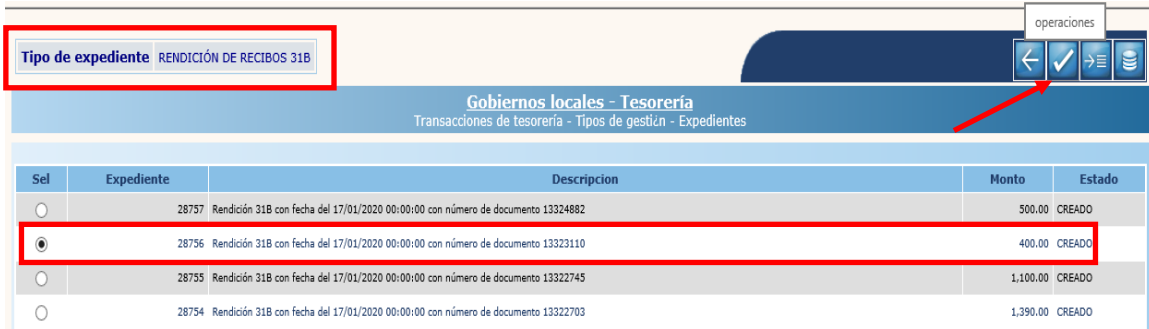 operaciones
Tipo de expediente RENDICIÓN DE RECIBOS 31B
Gobiernos locales - Tesorería
Transacciones de tesorería - Tipos de gesti¿n - Expedientes
Sel Expediente Descripcion Monto Estado
28757 Rendición 31B con fecha del 17/01/2020 00:00:00 con número de documento 13324882 500.00 CREADO
28756 Rendición 31B con fecha del 17/01/2020 00:00:00 con número de documento 13323110 400.00 CREADO
28755 Rendición 31B con fecha del 17/01/2020 00:00:00 con número de documento 13322745 1,100.00 CREADO
28754 Rendición 31B con fecha del 17/01/2020 00:00:00 con número de documento 13322703 1,390.00 CREADO